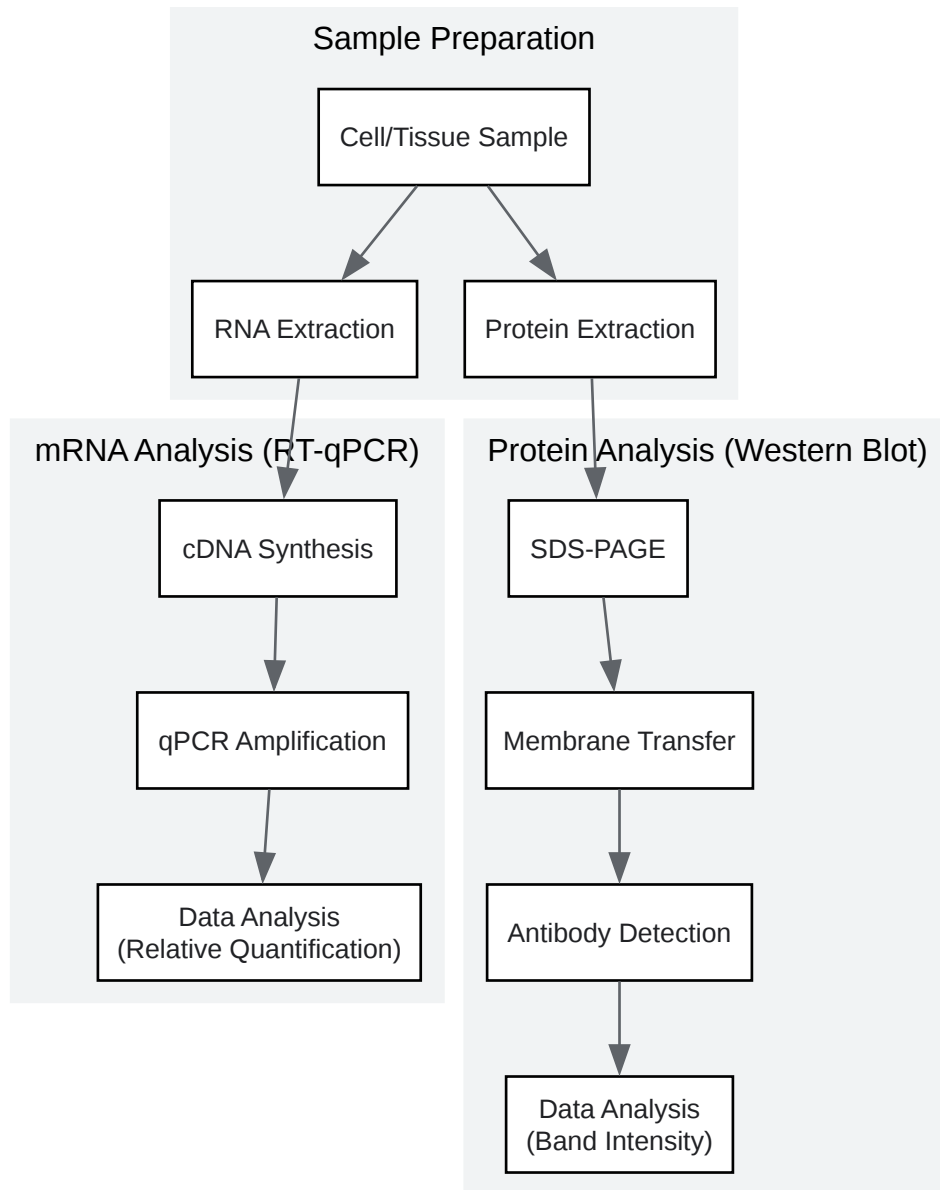 Sample Preparation
Cell/Tissue Sample
RNA Extraction
Protein Extraction
mRNA Analysis (RT-qPCR)
cDNA Synthesis
qPCR Amplification
Data Analysis
(Relative Quantification)
Protein Analysis (Western Blot)
SDS-PAGE
Membrane Transfer
Antibody Detection
Data Analysis
(Band Intensity)